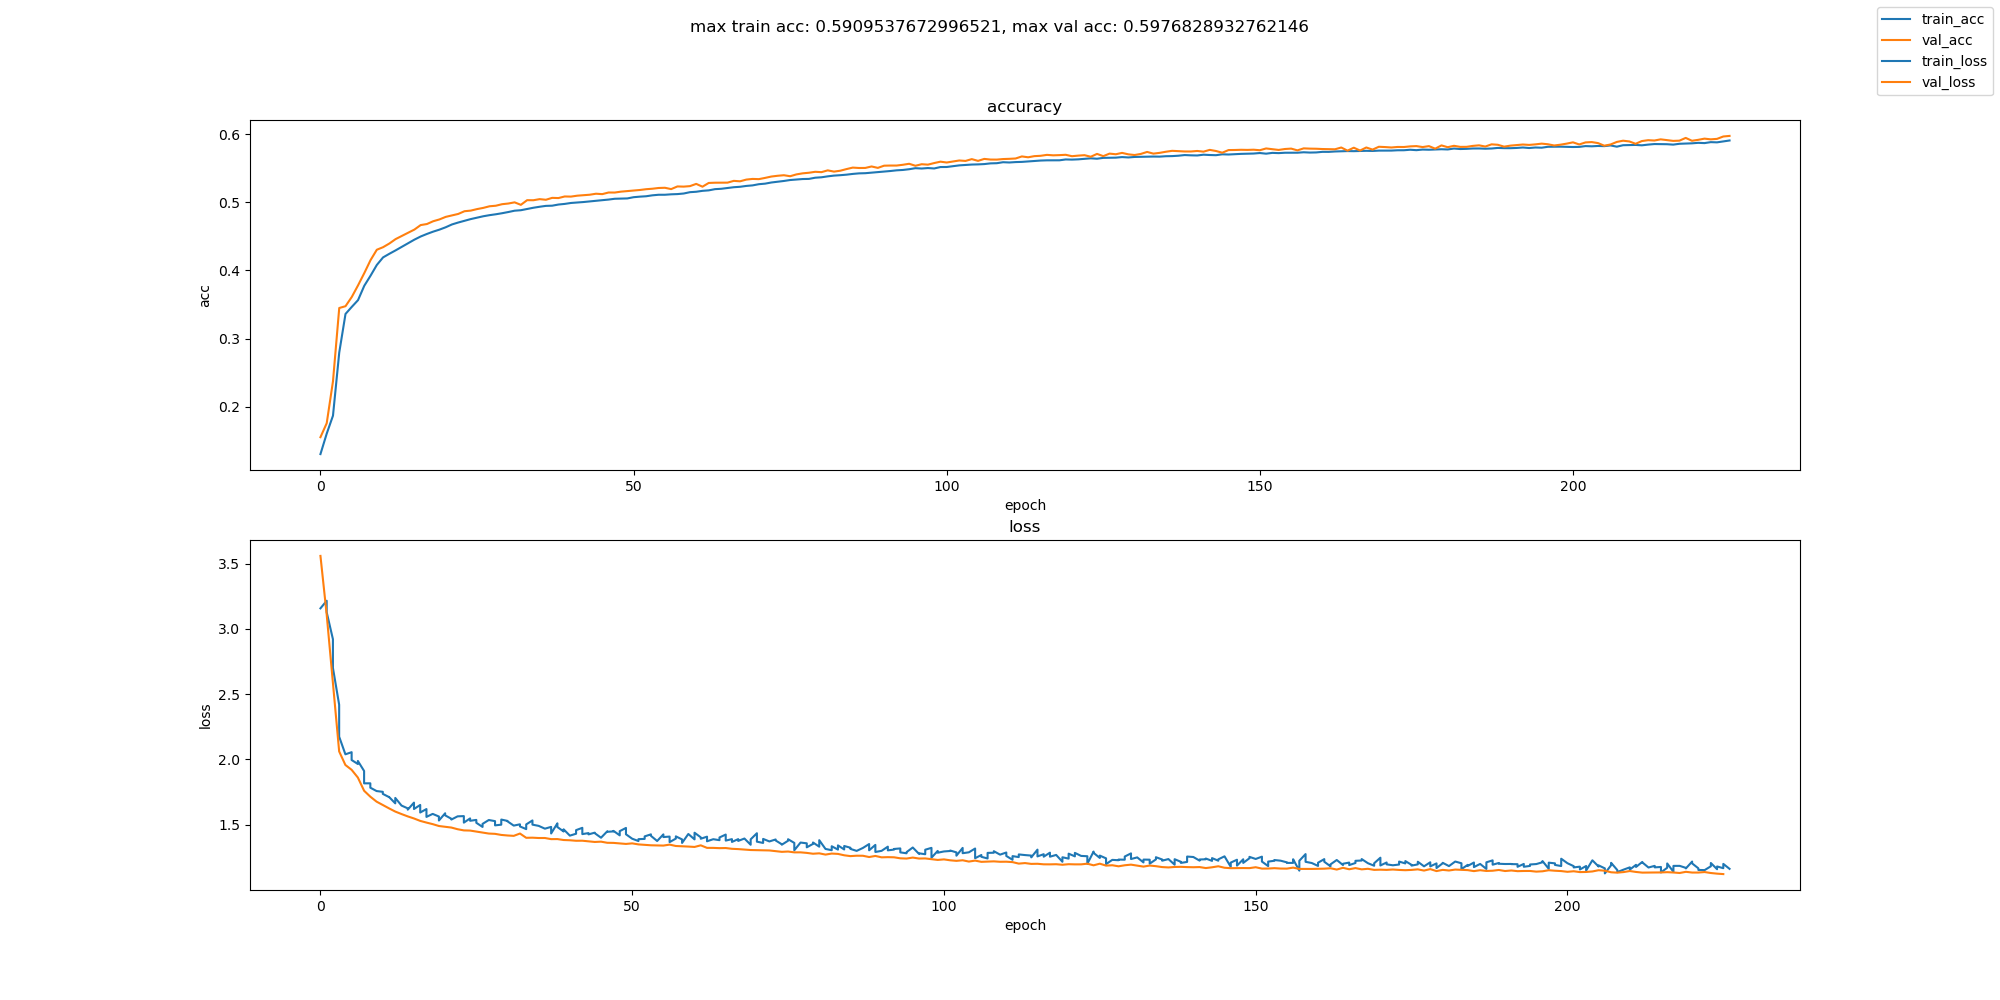 max train acc: 0.5909537672996521, max val acc: 0.5976828932762146
train_acc
val_acc
train_loss
val_loss
accuracy
0.6
0.5
0.4
0.3
0.2
acc
0 50 100 150 200
epoch
loss
3.5
3.0
2.5
2.0
1.5
loss
0 50 100 150 200
epoch